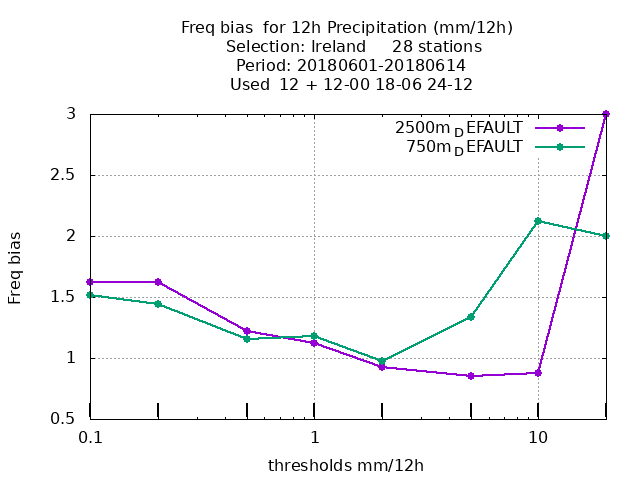 Freq bias  for 12h Precipitation (mm/12h)
Selection: Ireland     28 stations
Period: 20180601-20180614
Used  12 + 12-00 18-06 24-12
3
2500m_DEFAULT
750m_DEFAULT
2.5
2
Freq bias
1.5
1
0.5
0.1
1
10
thresholds mm/12h